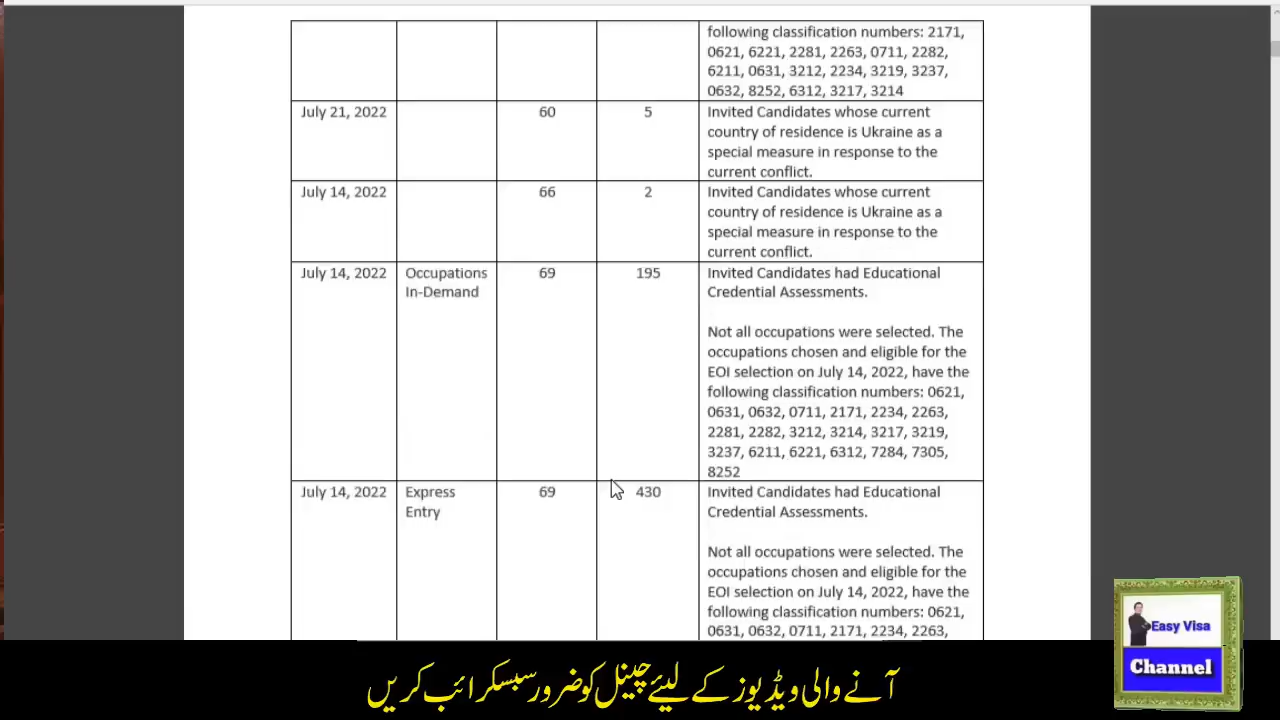 following classification numbers: 2171,
0621, 6221, 2281, 2263, 0711, 2282,
6211, 0631, 3212, 2234, 3219, 3237,
0632, 8252, 6312, 3217, 3214
July 21, 2022 60 5 Invited Candidates whose current
country of residence is Ukraine as a
special measure in response to the
current conflict.
July 14, 2022 66 2 Invited Candidates whose current
country of residence is Ukraine as a
special measure in response to the
current conflict.
July 14, 2022 Occupations 69 195 Invited Candidates had Educational
In-Demand Credential Assessments.
Not all occupations were selected. The
occupations chosen and eligible for the
EOI selection on July 14, 2022, have the
following classification numbers: 0621,
0631, 0632, 0711, 2171, 2234, 2263,
2281, 2282, 3212, 3214, 3217, 3219,
3237, 6211, 6221, 6312, 7284, 7305,
8252
July 14, 2022 Express 69 430 Invited Candidates had Educational
Entry Credential Assessments.
Not all occupations were selected. The
occupations chosen and eligible for the
EOI selection on July 14, 2022, have the
following classification numbers: 0621,
0631, 0632, 0711, 2171, 2234, 2263,
Easy Visa
Channel
آنے والی ویڈیوز کے لیئے چینل کو ضرور سبسکرائب کریں